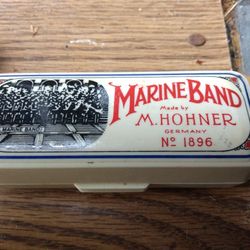 MARINE BAND
Made by
M. HOHNER
GERMANY
Nº 1896